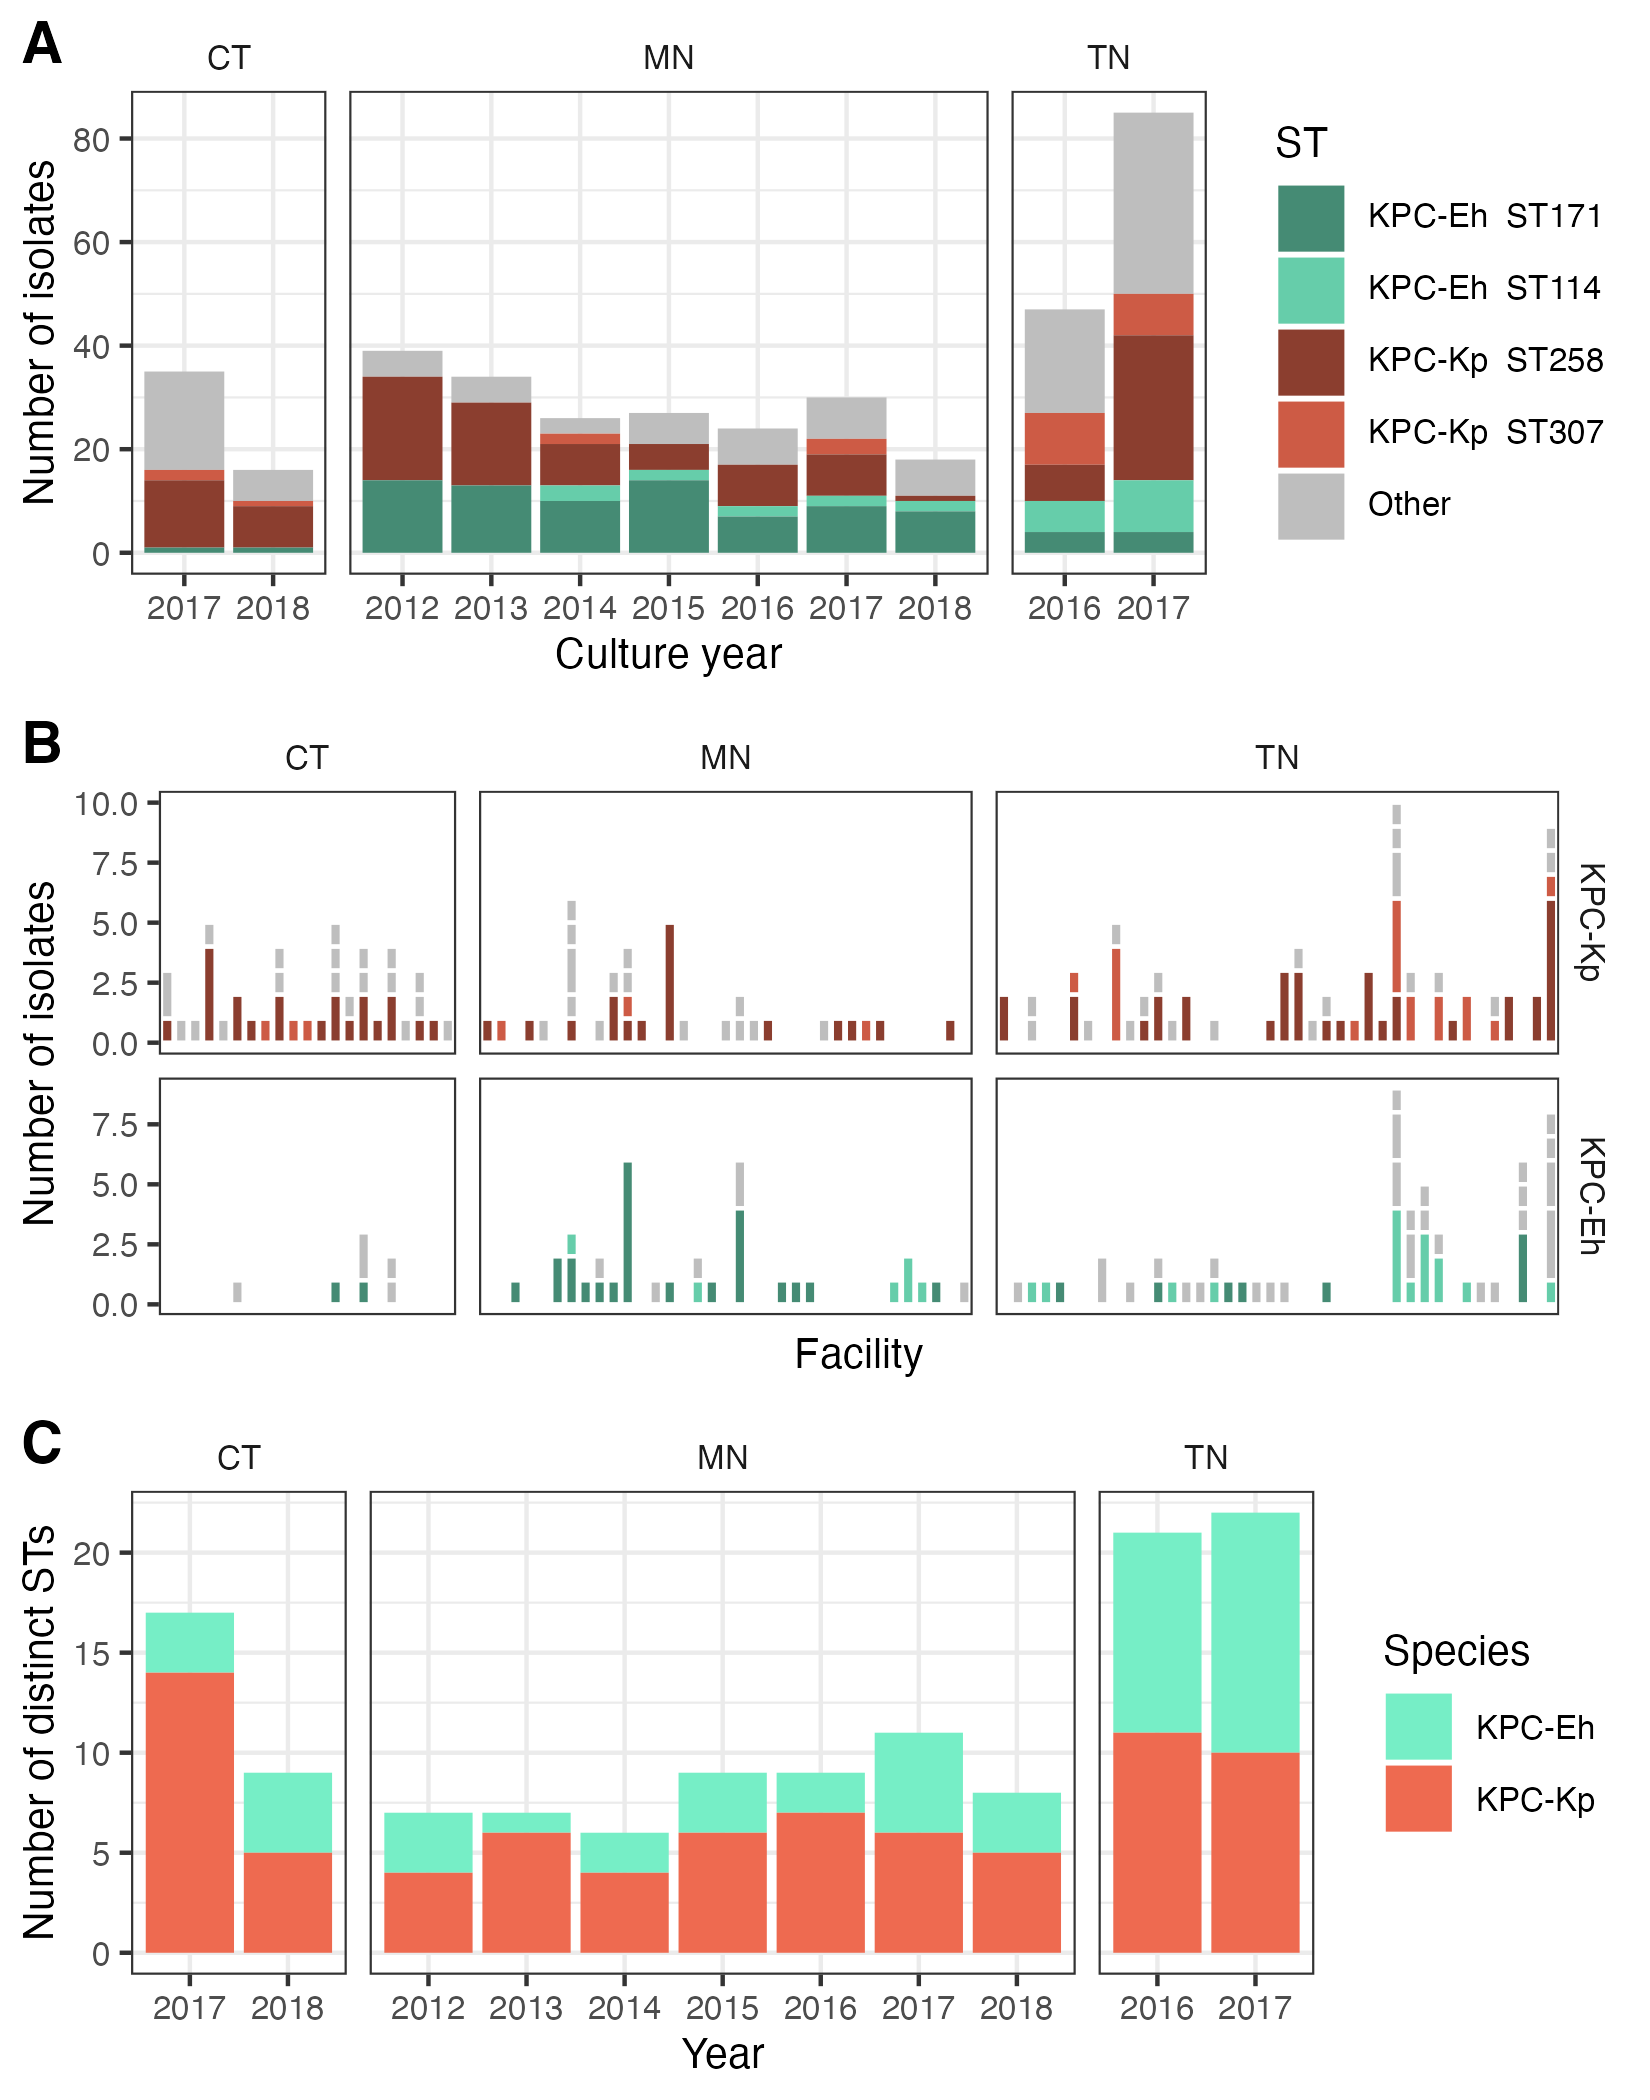 A
CT MN TN
Number of isolates
80
60
40
20
0
2017 2018 2012 2013 2014 2015 2016 2017 2018 2016 2017
Culture year
ST
KPC-Eh ST171
KPC-Eh ST114
KPC-Kp ST258
KPC-Kp ST307
Other
B
CT MN TN
Number of isolates
10.0
7.5
5.0
2.5
0.0
KPC-Kp
Number of isolates
7.5
5.0
2.5
0.0
KPC-Eh
Facility
C
CT MN TN
Number of distinct STs
20
15
10
5
0
2017 2018 2012 2013 2014 2015 2016 2017 2018 2016 2017
Year
Species
KPC-Eh
KPC-Kp